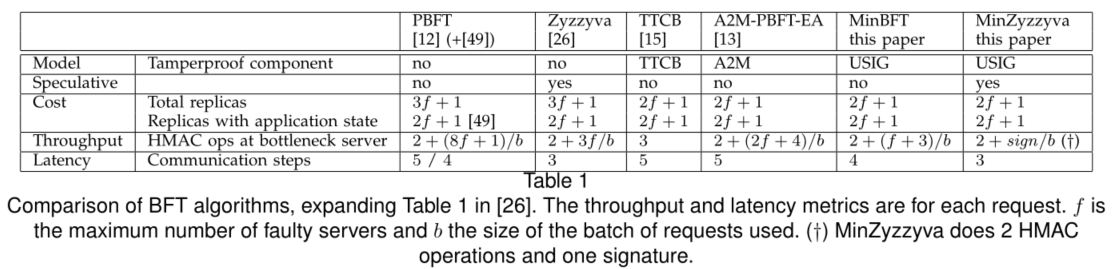 PBFT Zyzzyva TTCB A2M-PBFT-EA MinBFT MinZyzzyva
[12] (+[49]) [26] [15] [13] this paper this paper
Model Tamperproof component no no TTCB A2M USIG USIG
Speculative no yes no no no yes
Cost Total replicas 3f + 1 3f + 1 2f + 1 2f + 1 2f + 1 2f + 1
Replicas with application state 2f + 1 [49] 2f + 1 2f + 1 2f + 1 2f + 1 2f + 1
Throughput HMAC ops at bottleneck server 2 + (8f + 1)/b 2 + 3f/b 3 2 + (2f + 4)/b 2 + (f + 3)/b 2 + sign/b (†)
Latency Communication steps 5 / 4 3 5 5 4 3
Table 1
Comparison of BFT algorithms, expanding Table 1 in [26]. The throughput and latency metrics are for each request. f is
the maximum number of faulty servers and b the size of the batch of requests used. (†) MinZyzzyva does 2 HMAC
operations and one signature.